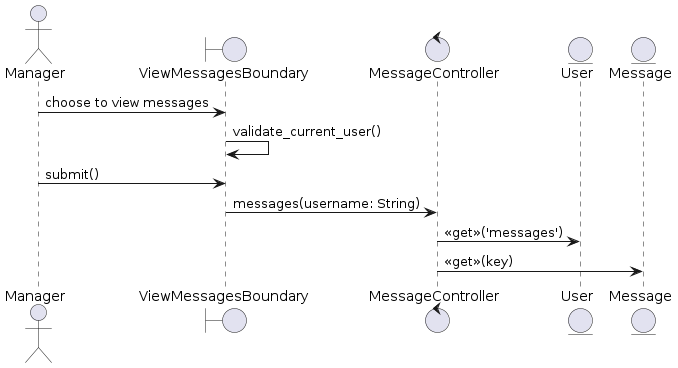 Manager ViewMessagesBoundary MessageController User Message
choose to view messages
validate_current_user()
submit()
messages(username: String)
«get»('messages')
«get»(key)
Manager ViewMessagesBoundary MessageController User Message